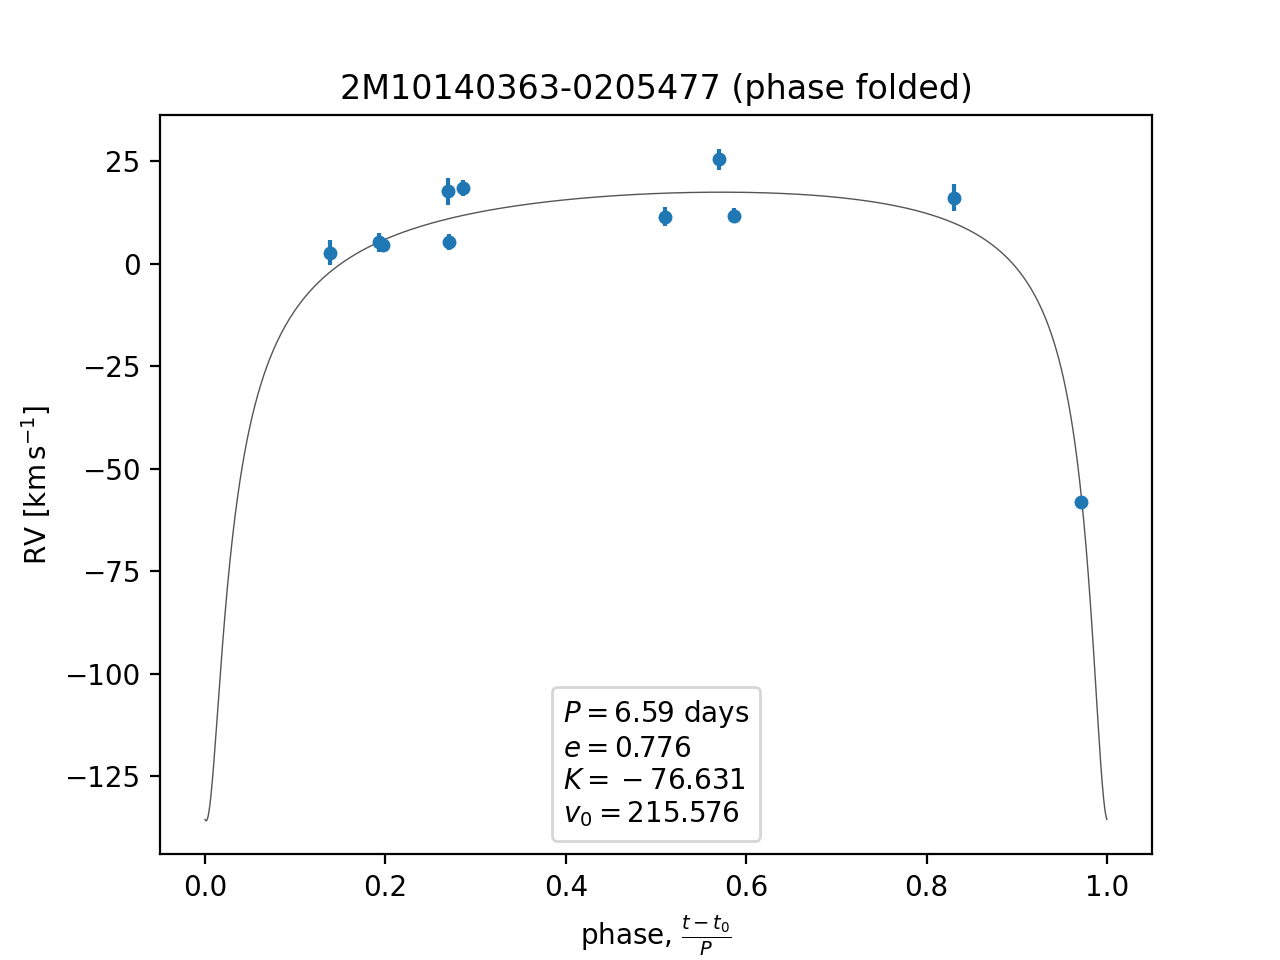 2M10140363-0205477 (phase folded)
25
0
−25
−50
−75
−100
−125
RV [km s⁻¹]
P = 6.59 days
e = 0.776
K = − 76.631
v₀ = 215.576
0.0 0.2 0.4 0.6 0.8 1.0
phase, (t − t₀)/P